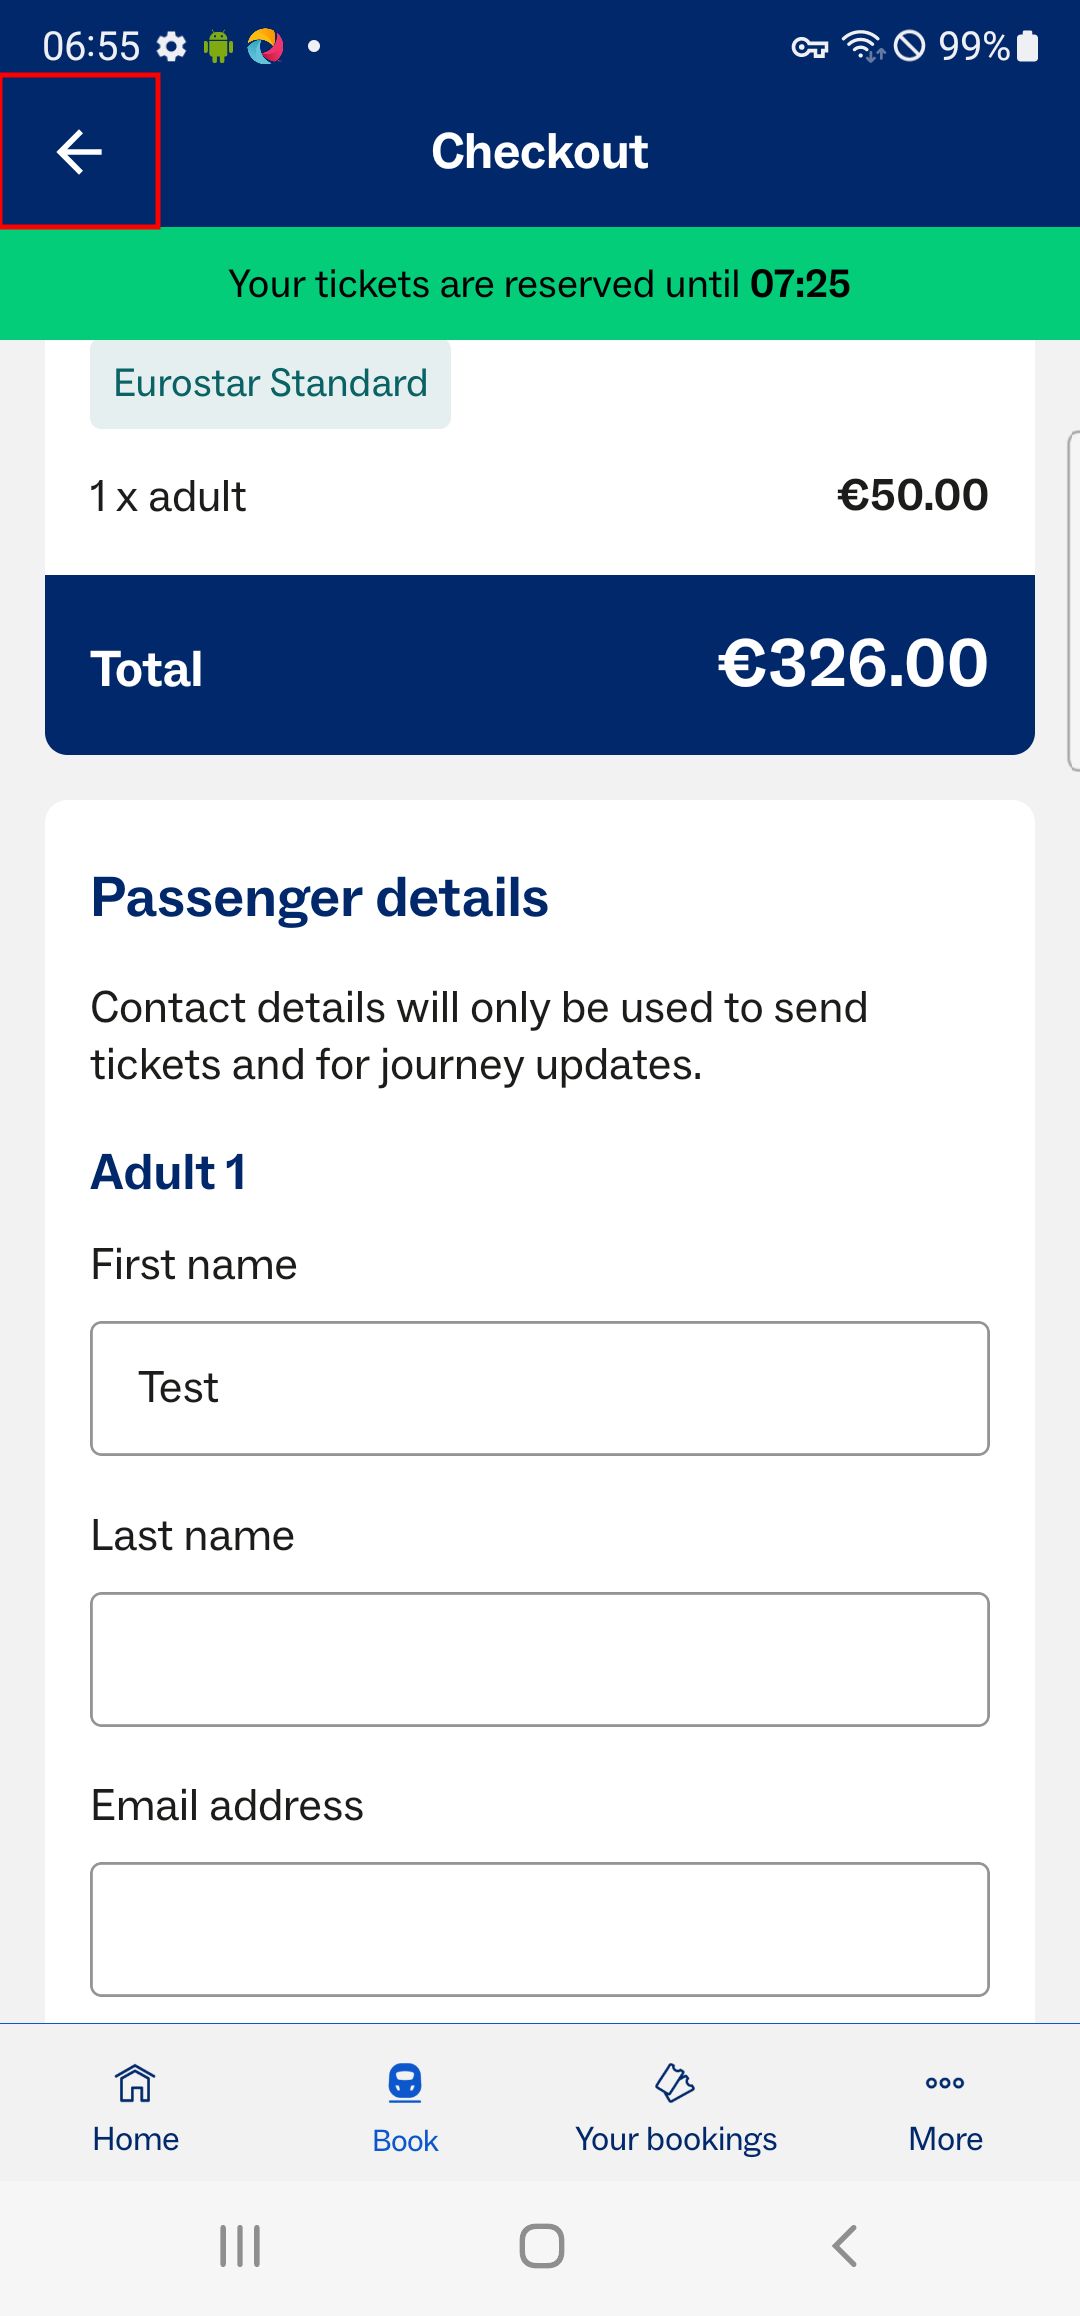 06:55
99%
Checkout
Your tickets are reserved until 07:25
Eurostar Standard
1 x adult €50.00
Total €326.00
Passenger details
Contact details will only be used to send
tickets and for journey updates.
Adult 1
First name
Test
Last name
Email address
Home Book Your bookings More